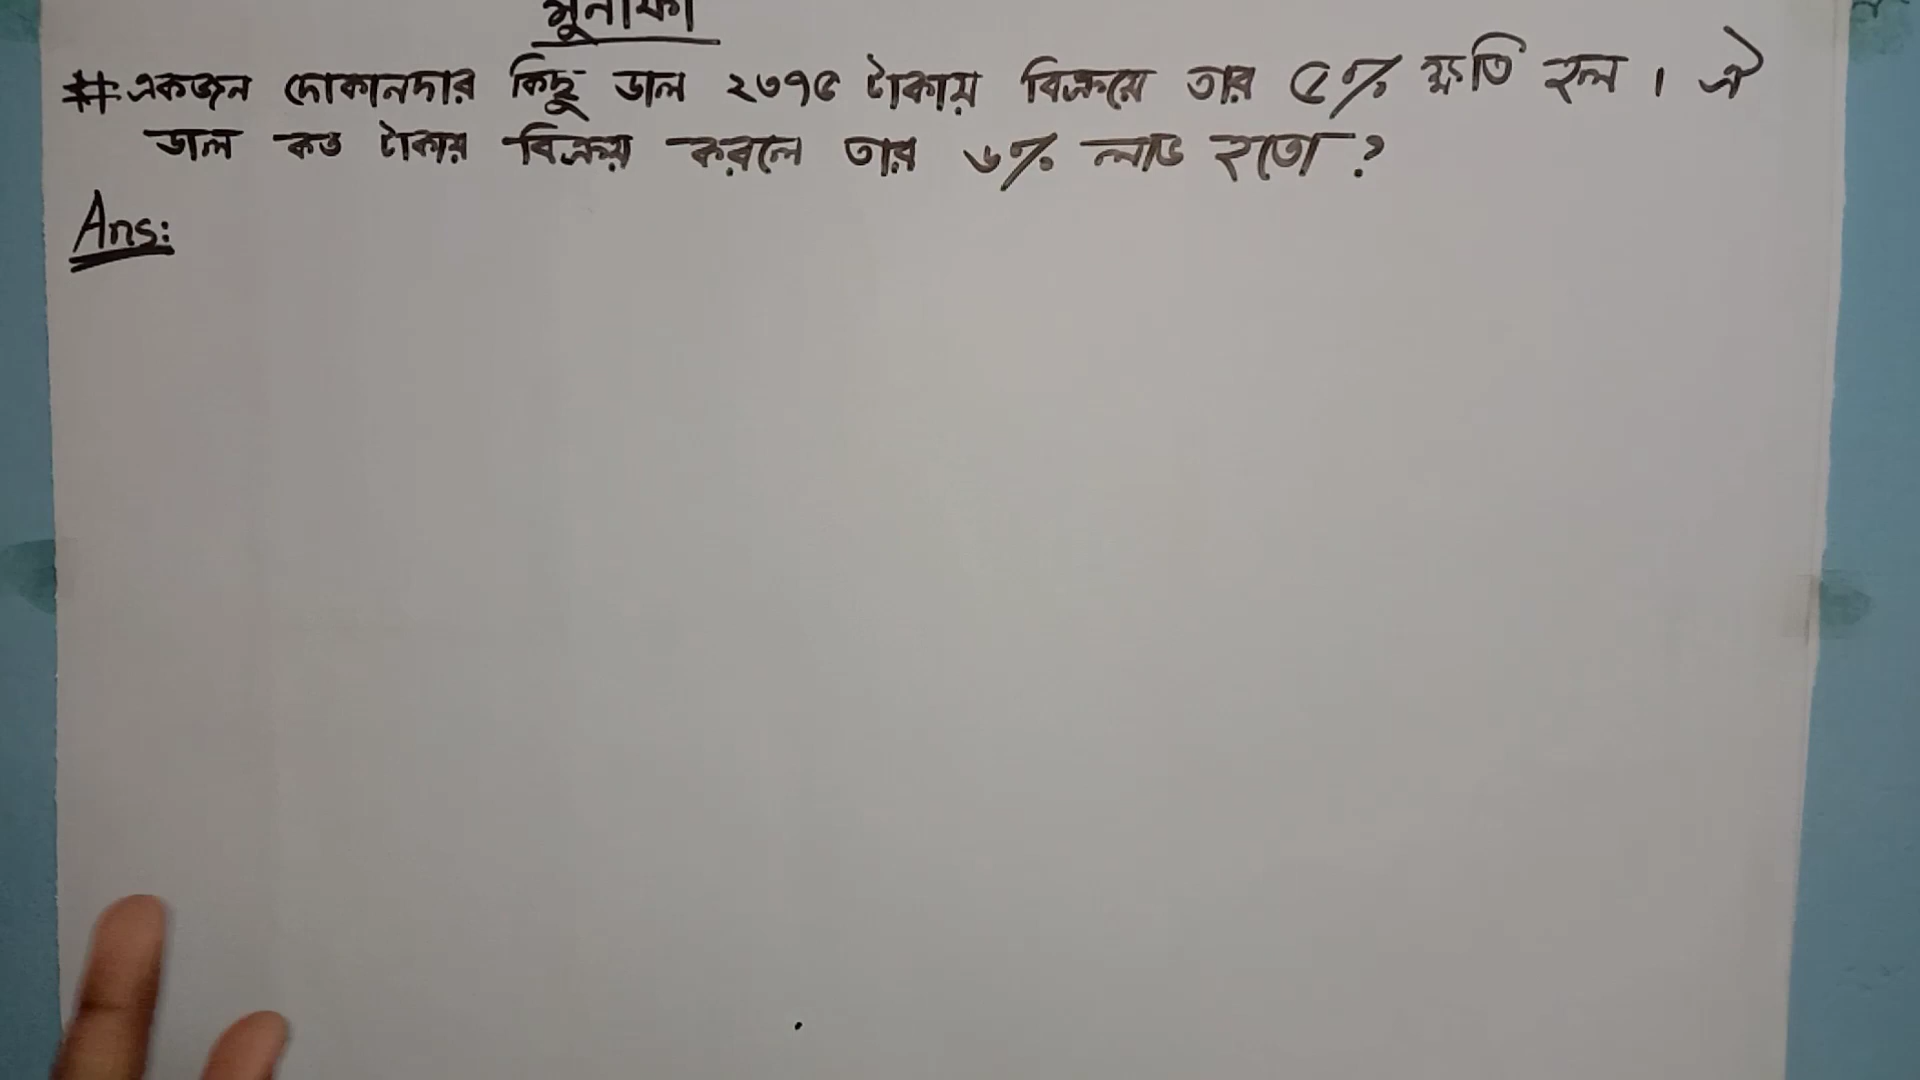 মুনাফা
# একজন দোকানদার কিছু ডাল ২৩৭৫ টাকায় বিক্রয়ে তার ৫% ক্ষতি হল। ঐ
ডাল কত টাকায় বিক্রয় করলে তার ৬% লাভ হতো?
Ans: